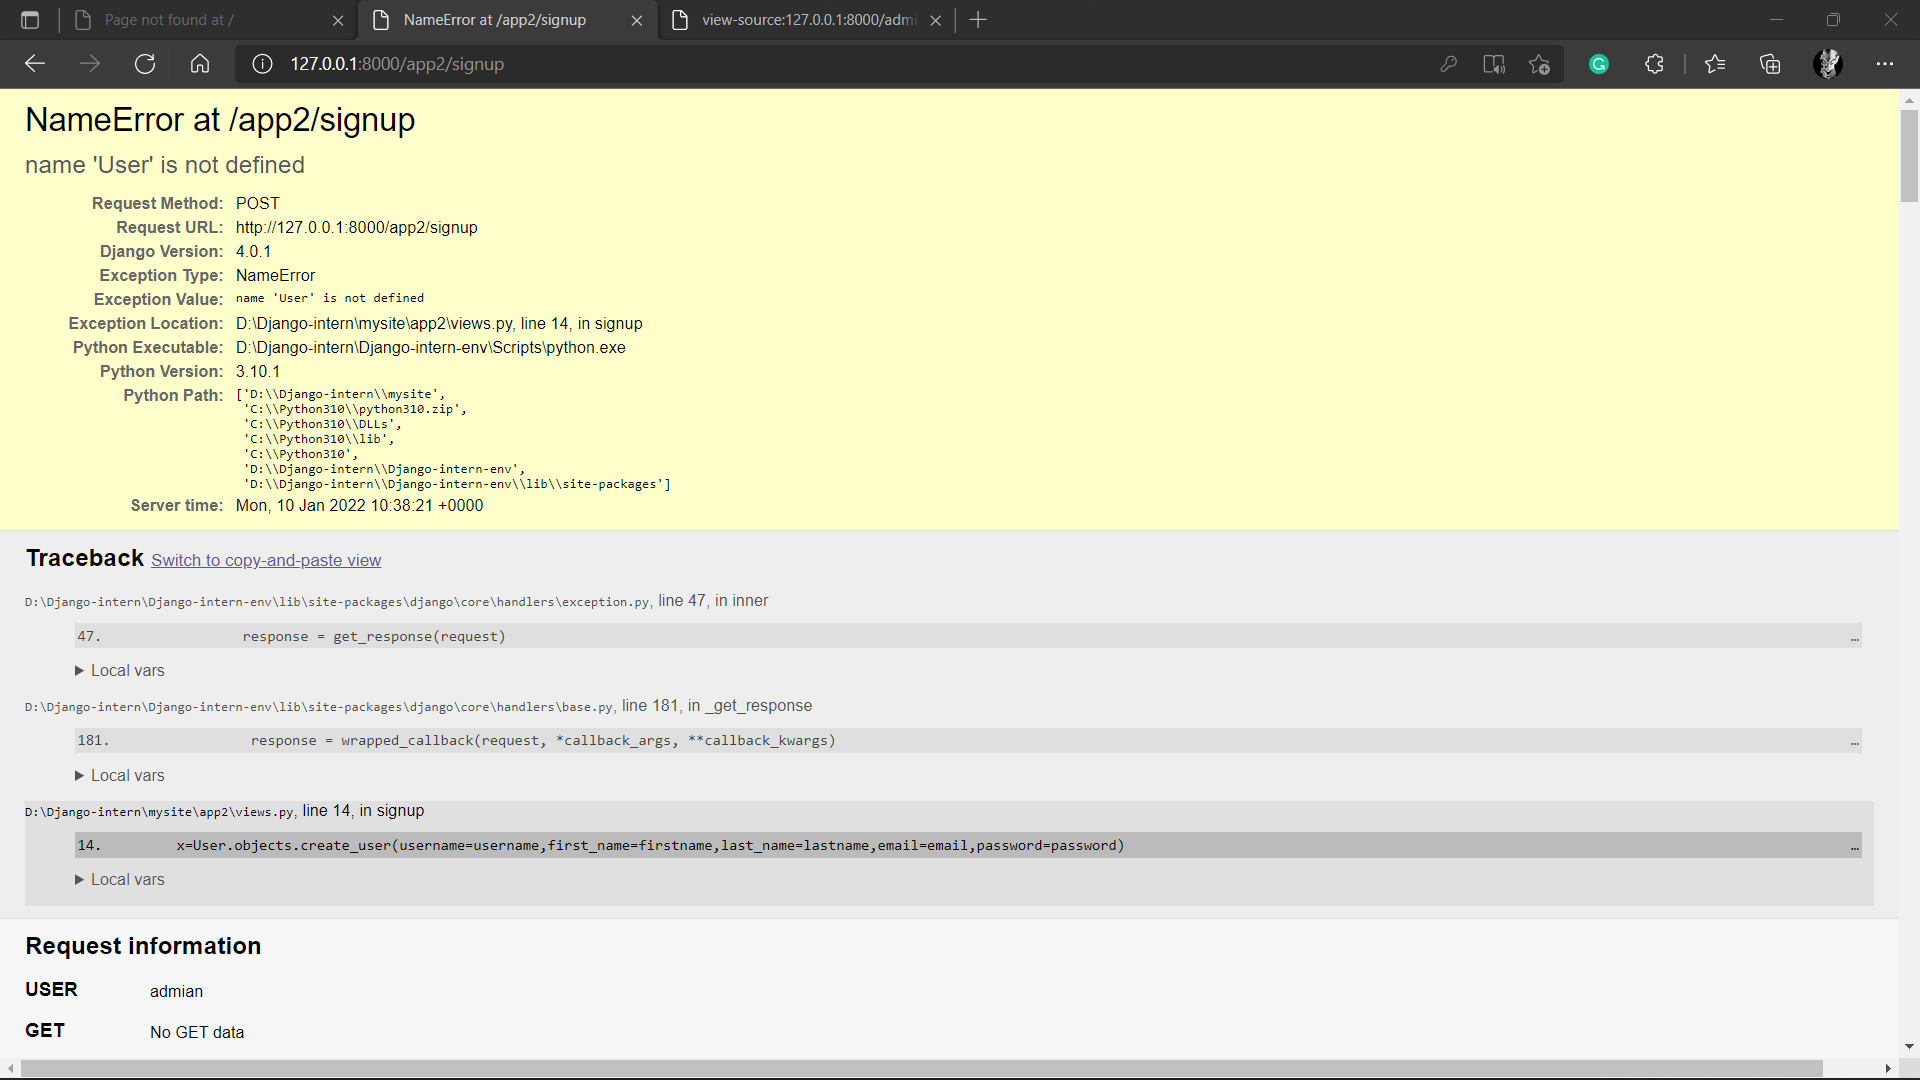 Page not found at /
NameError at /app2/signup
view-source:127.0.0.1:8000/admi
127.0.0.1:8000/app2/signup
NameError at /app2/signup
name 'User' is not defined
Request Method: POST
Request URL: http://127.0.0.1:8000/app2/signup
Django Version: 4.0.1
Exception Type: NameError
Exception Value: name 'User' is not defined
Exception Location: D:\Django-intern\mysite\app2\views.py, line 14, in signup
Python Executable: D:\Django-intern\Django-intern-env\Scripts\python.exe
Python Version: 3.10.1
Python Path: ['D:\\Django-intern\\mysite',
'C:\\Python310\\python310.zip',
'C:\\Python310\\DLLs',
'C:\\Python310\\lib',
'C:\\Python310',
'D:\\Django-intern\\Django-intern-env',
'D:\\Django-intern\\Django-intern-env\\lib\\site-packages']
Server time: Mon, 10 Jan 2022 10:38:21 +0000
Traceback Switch to copy-and-paste view
D:\Django-intern\Django-intern-env\lib\site-packages\django\core\handlers\exception.py, line 47, in inner
47. response = get_response(request) …
Local vars
D:\Django-intern\Django-intern-env\lib\site-packages\django\core\handlers\base.py, line 181, in _get_response
181. response = wrapped_callback(request, *callback_args, **callback_kwargs) …
Local vars
D:\Django-intern\mysite\app2\views.py, line 14, in signup
14. x=User.objects.create_user(username=username,first_name=firstname,last_name=lastname,email=email,password=password) …
Local vars
Request information
USER admian
GET No GET data